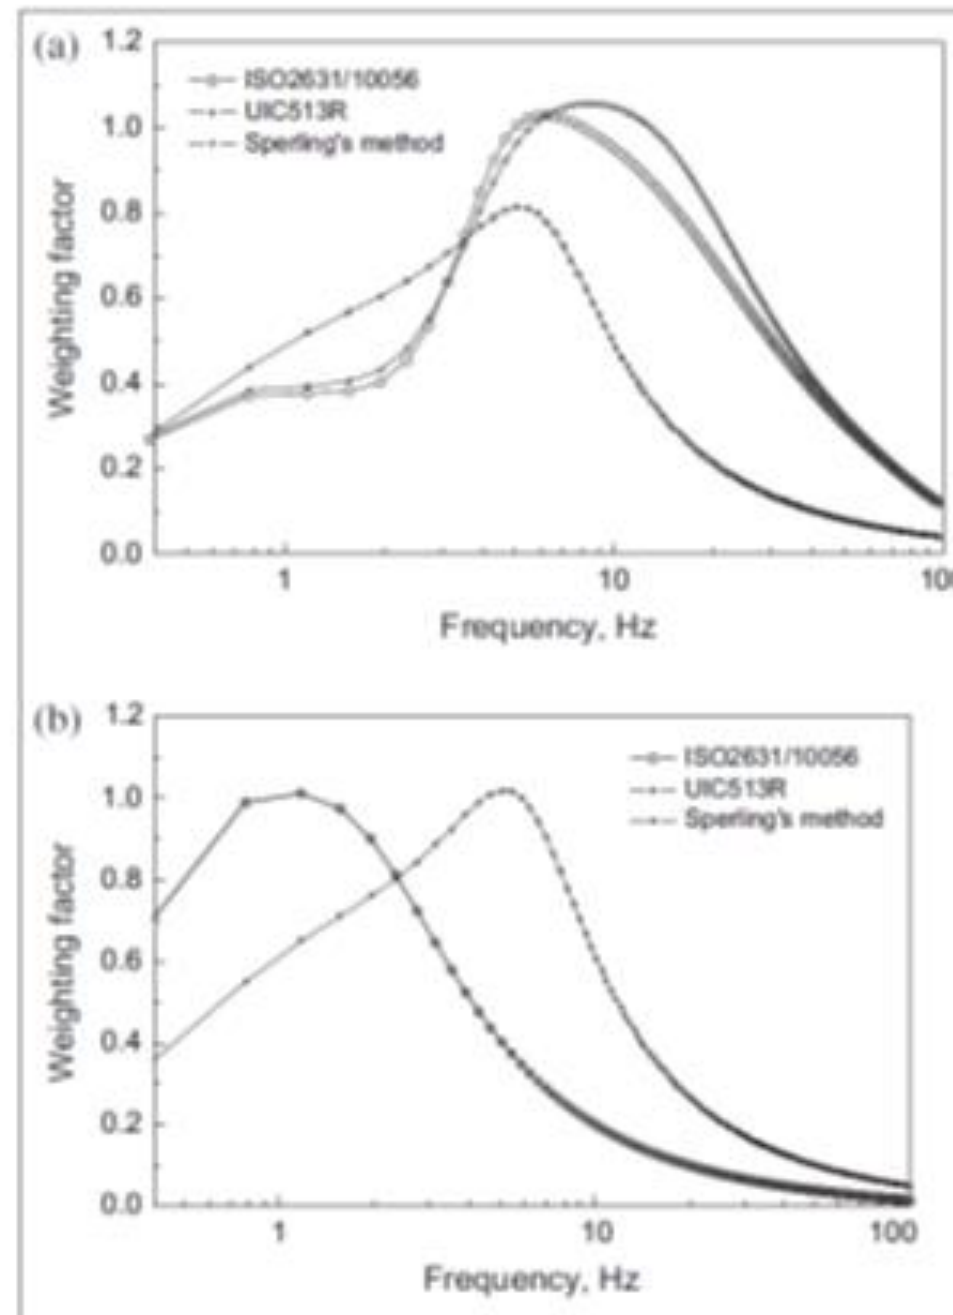 (a)
1.2
1.0
0.8
0.6
0.4
0.2
0.0
Weighting factor
ISO2631/10056
UIC513R
Sperling's method
1
10
100
Frequency, Hz
(b)
1.2
1.0
0.8
0.6
0.4
0.2
0.0
Weighting factor
ISO2631/10056
UIC513R
Sperling's method
1
10
100
Frequency, Hz